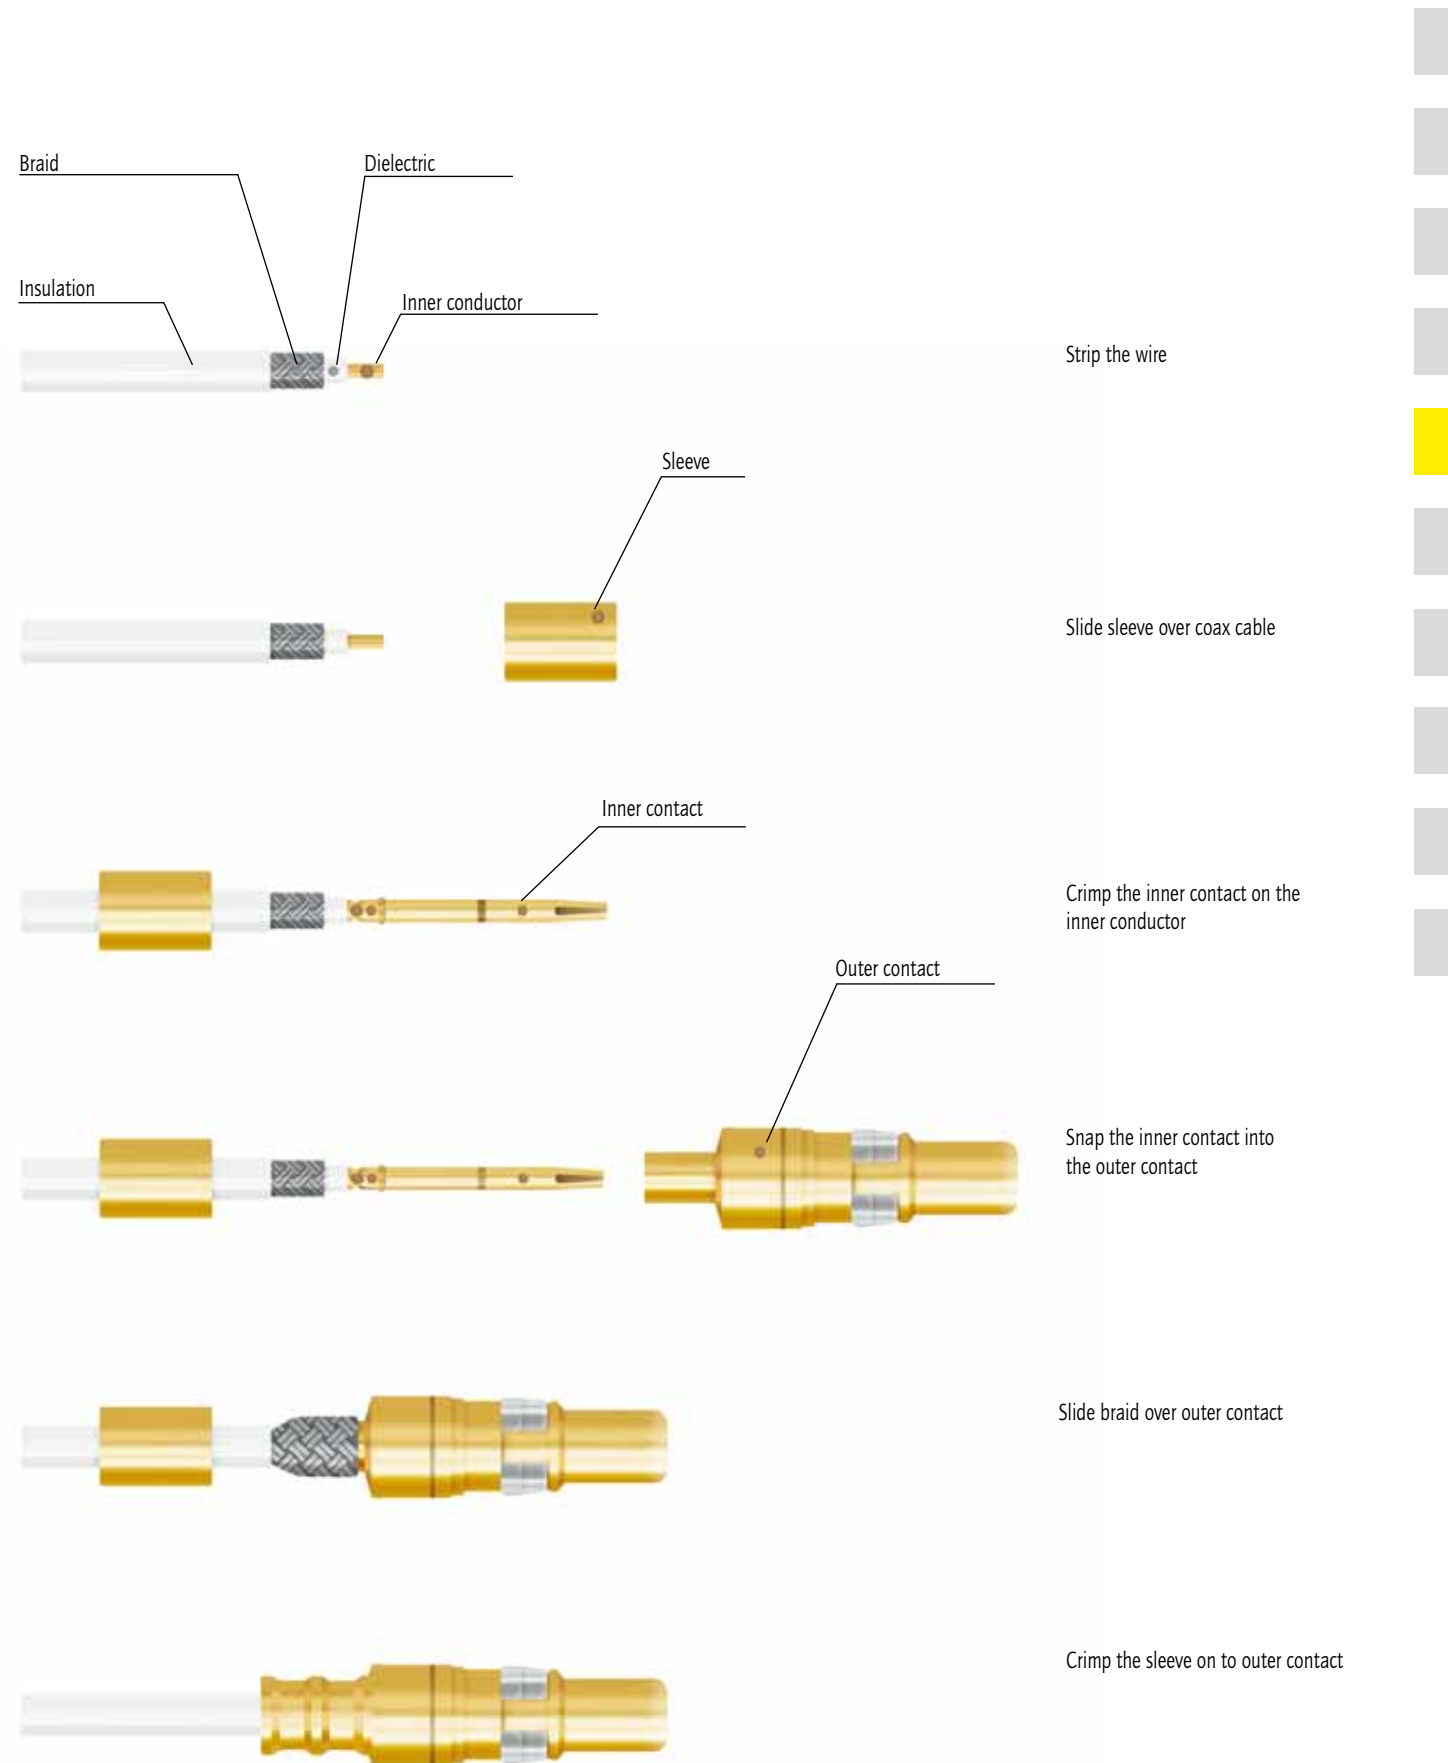 Braid
Dielectric
Insulation
Inner conductor
Strip the wire
Sleeve
Slide sleeve over coax cable
Inner contact
Crimp the inner contact on the
inner conductor
Outer contact
Snap the inner contact into
the outer contact
Slide braid over outer contact
Crimp the sleeve on to outer contact